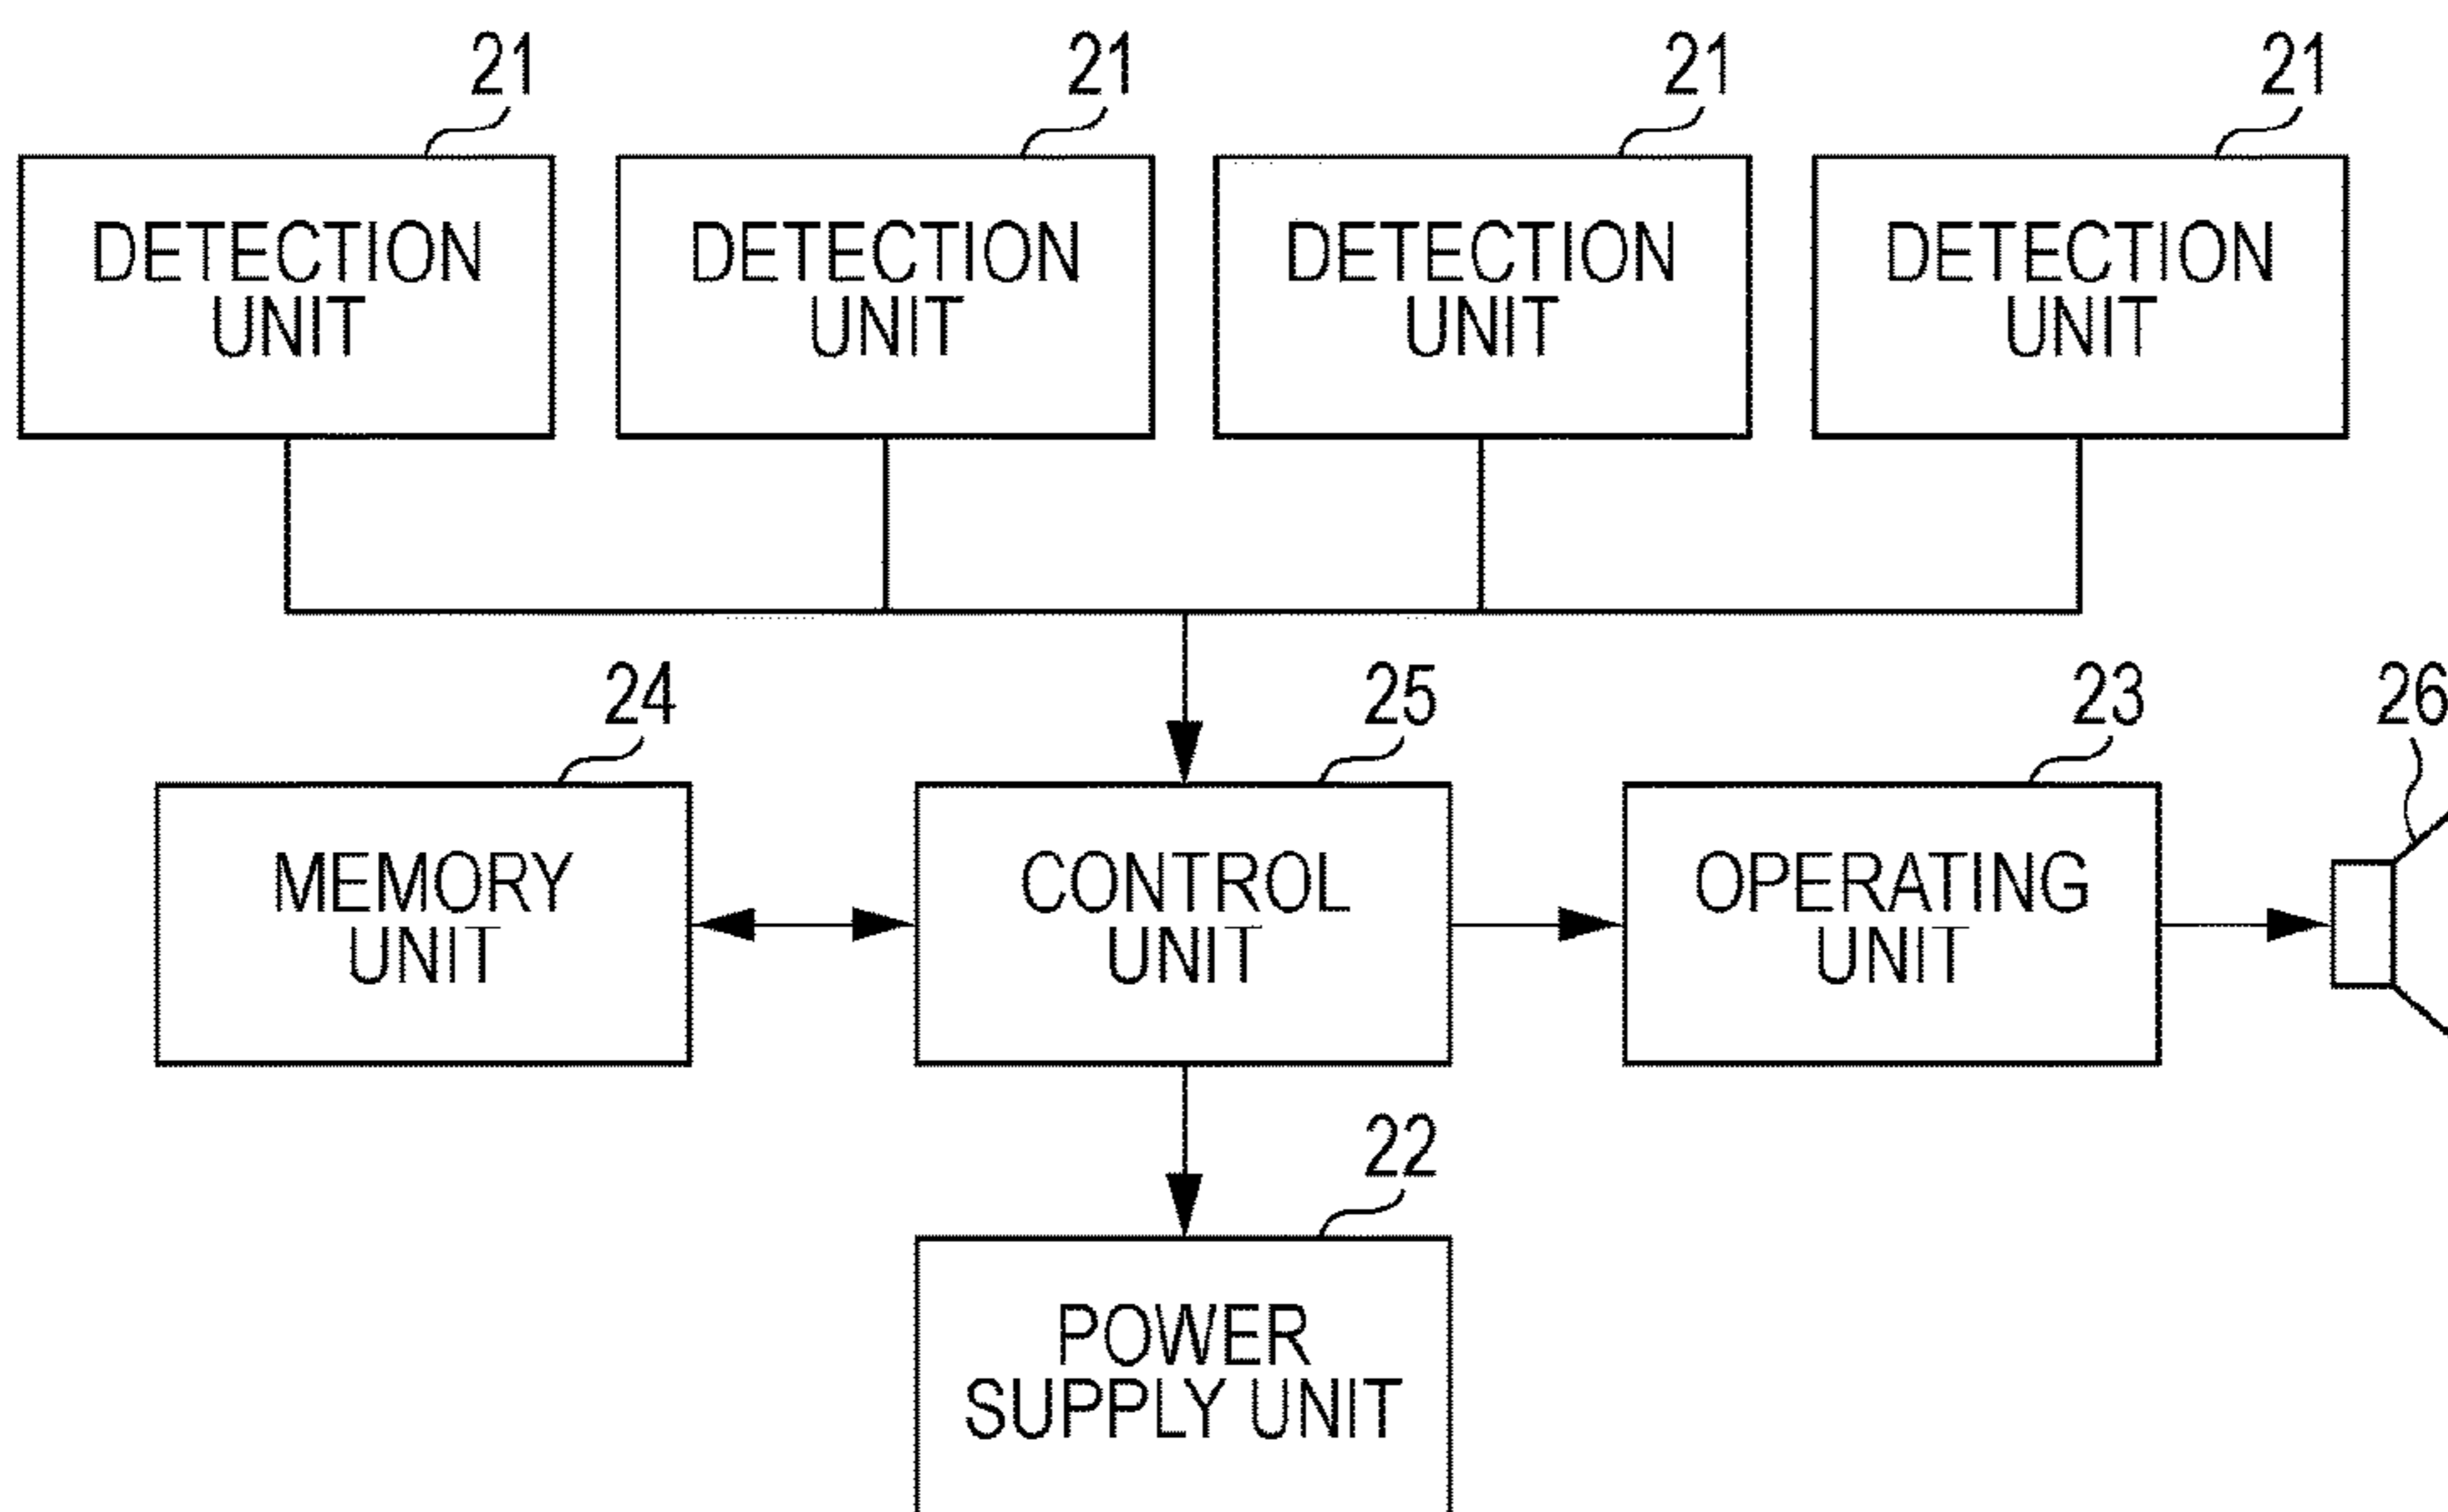 21
21
21
21
DETECTION
UNIT
DETECTION
UNIT
DETECTION
UNIT
DETECTION
UNIT
24
25
23
26
MEMORY
UNIT
CONTROL
UNIT
OPERATING
UNIT
22
POWER
SUPPLY UNIT